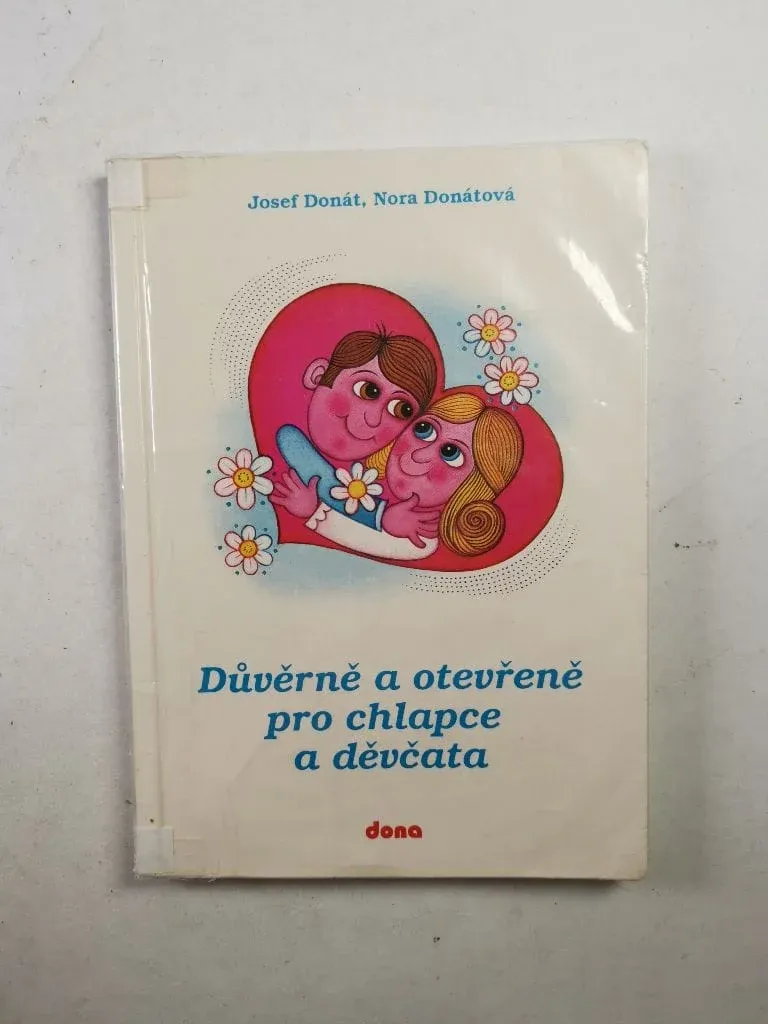 Josef Donát, Nora Donátová
Důvěrně a otevřeně
pro chlapce
a děvčata
dona